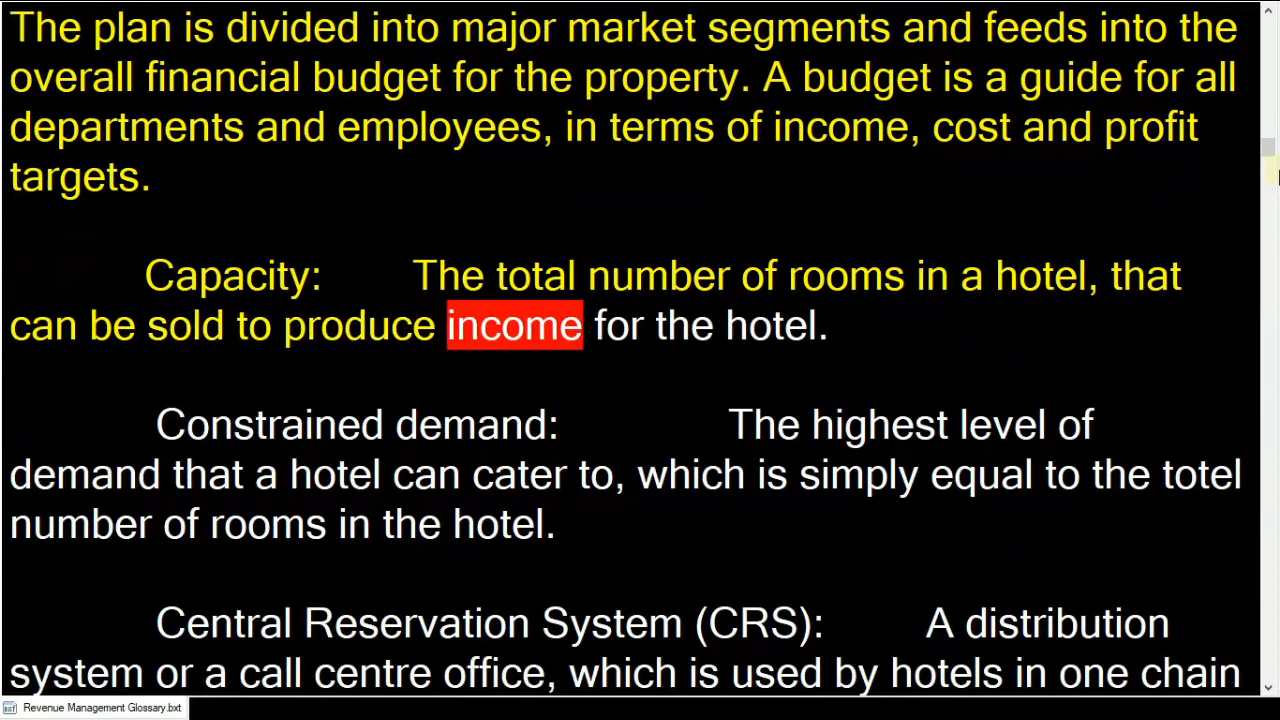 The plan is divided into major market segments and feeds into the
overall financial budget for the property. A budget is a guide for all
departments and employees, in terms of income, cost and profit
targets.
Capacity: The total number of rooms in a hotel, that
can be sold to produce income for the hotel.
Constrained demand: The highest level of
demand that a hotel can cater to, which is simply equal to the totel
number of rooms in the hotel.
Central Reservation System (CRS): A distribution
system or a call centre office, which is used by hotels in one chain
Revenue Management Glossary.bxt